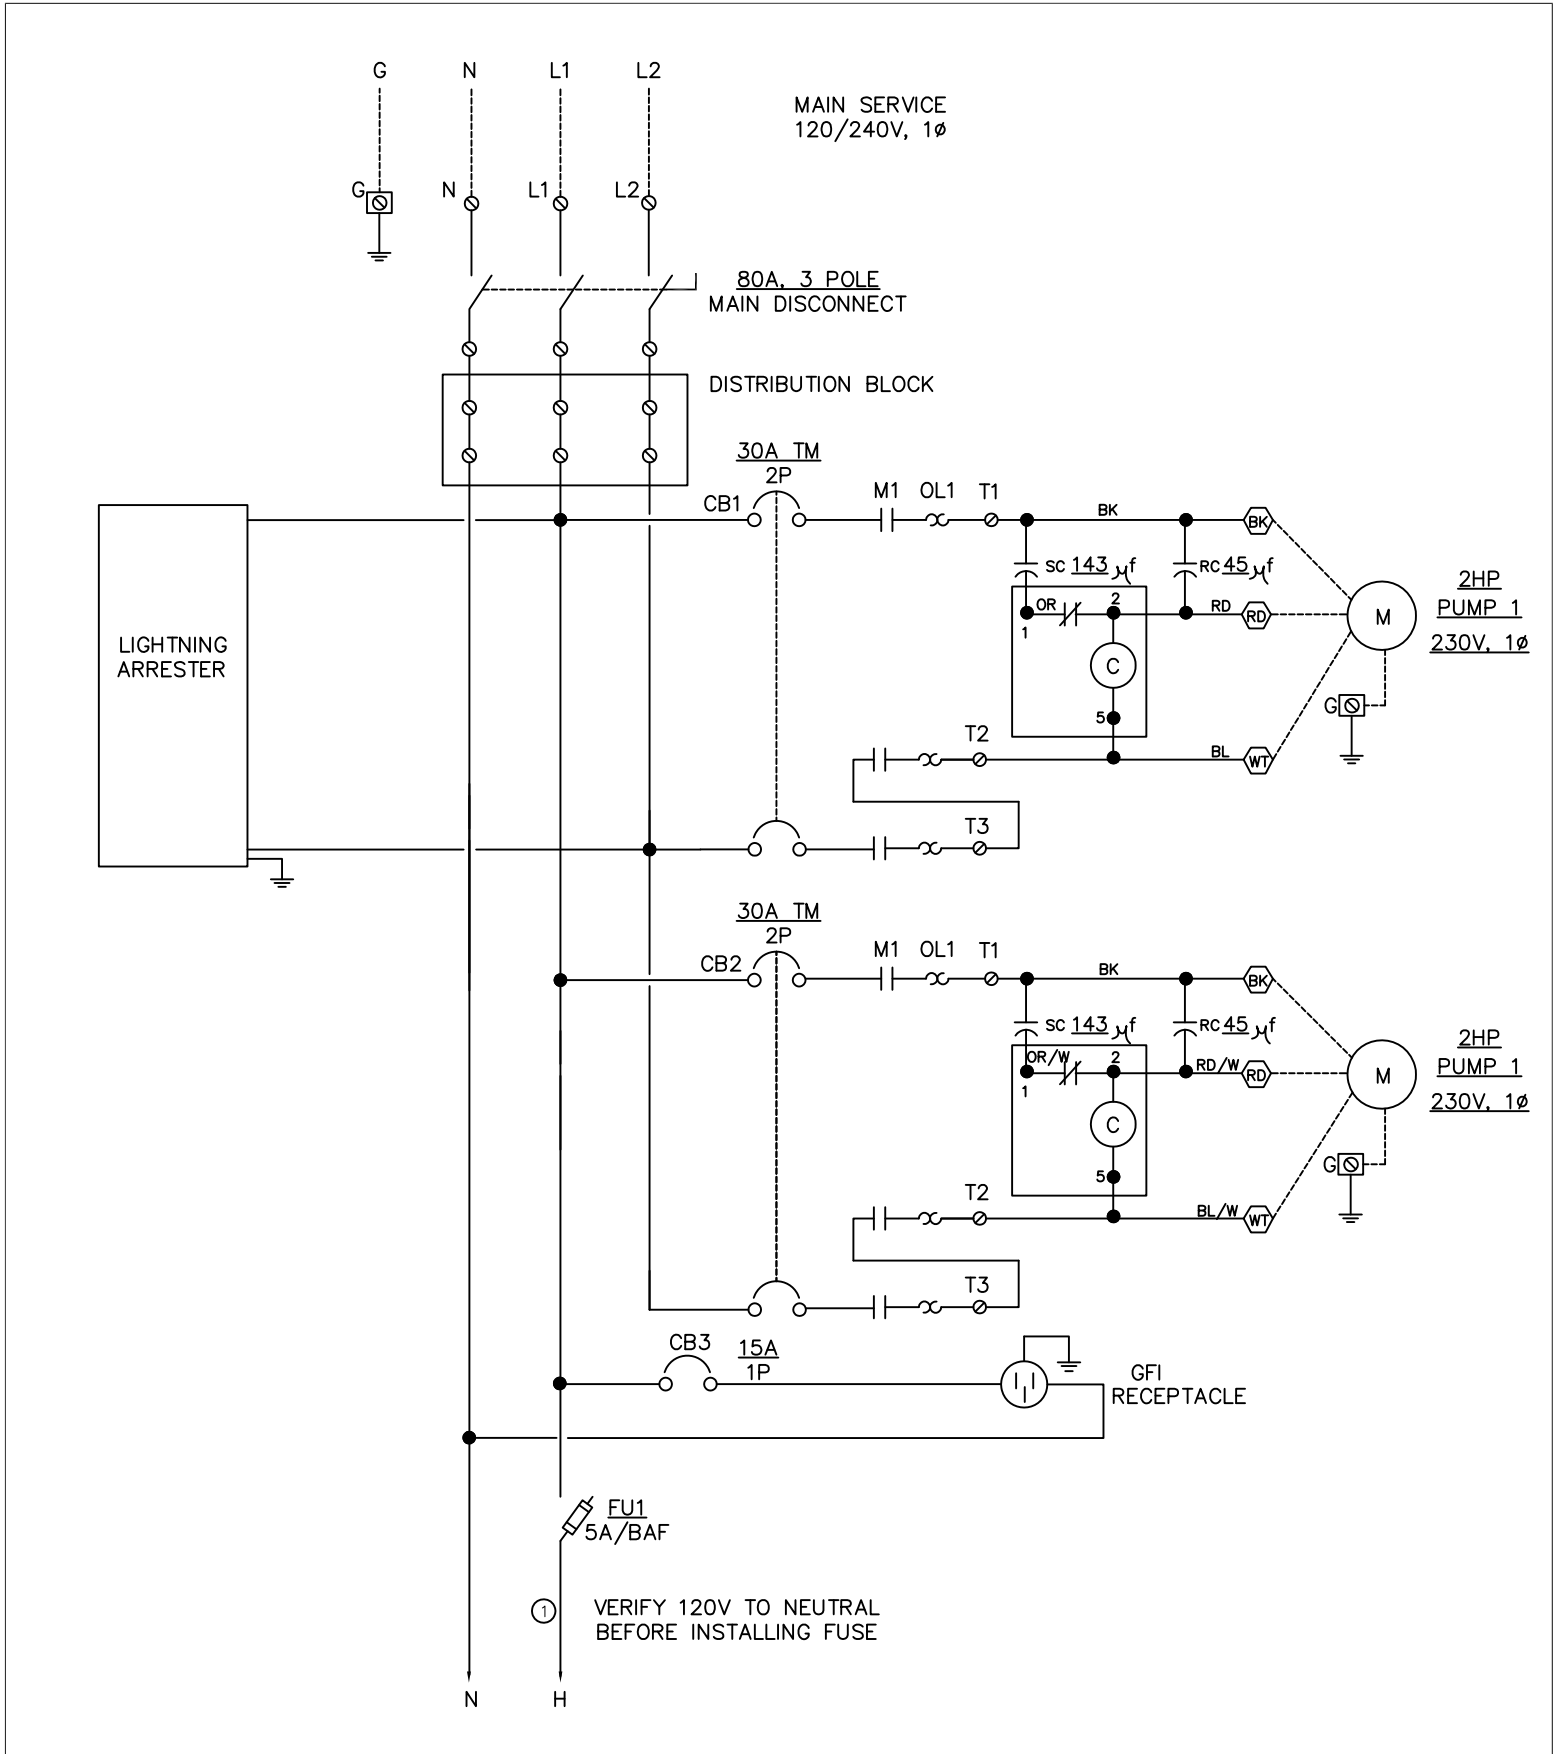 G N L1 L2
MAIN SERVICE
120/240V, 1ø
G N L1 L2
80A, 3 POLE
MAIN DISCONNECT
DISTRIBUTION BLOCK
30A TM
2P
CB1 M1 OL1 T1
BK BK
SC 143 μf RC 45 μf
OR 2 RD RD
1
C
5
M
2HP
PUMP 1
230V, 1ø
G
T2
BL WT
T3
LIGHTNING
ARRESTER
30A TM
2P
CB2 M1 OL1 T1
BK BK
SC 143 μf RC 45 μf
OR/W 2 RD/W RD
1
C
5
M
2HP
PUMP 1
230V, 1ø
G
T2
BL/W WT
T3
CB3 15A
1P
GFI
RECEPTACLE
FU1
5A/BAF
1 VERIFY 120V TO NEUTRAL
BEFORE INSTALLING FUSE
N H